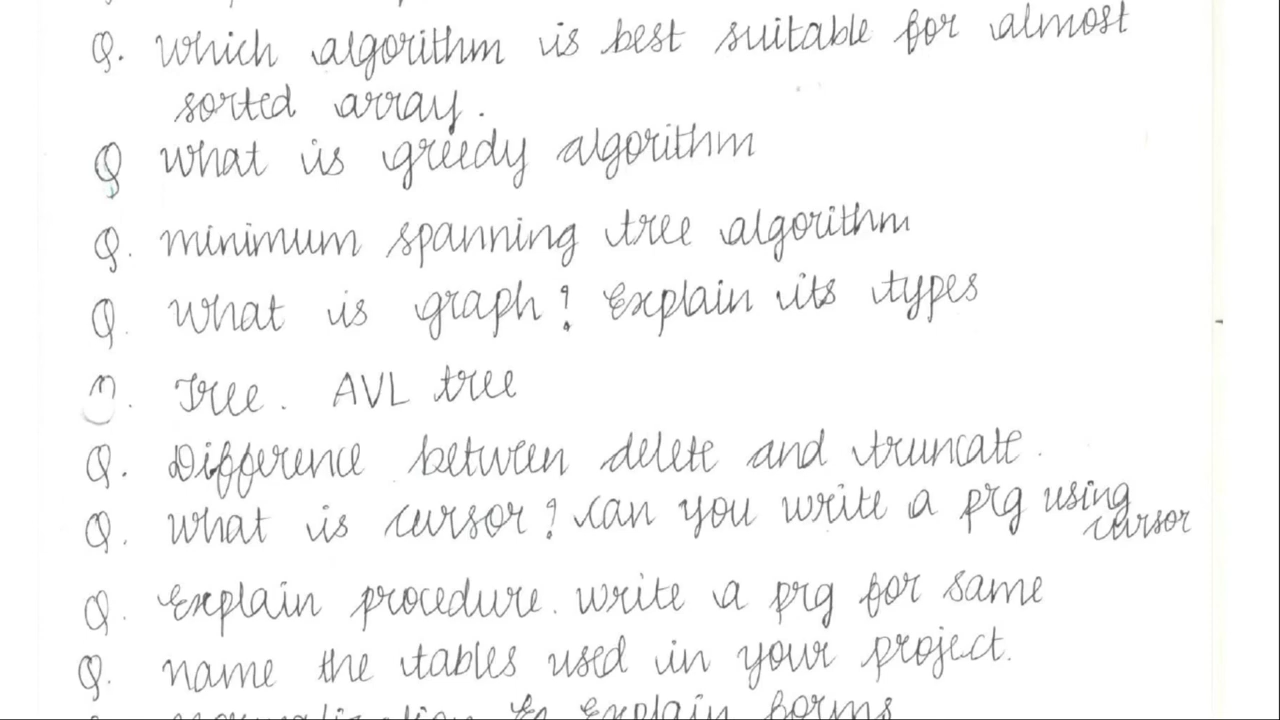 Q. which algorithm is best suitable for almost
sorted array.
Q what is greedy algorithm
Q. minimum spanning tree algorithm
Q. what is graph? Explain its types
Q. Tree. AVL tree
Q. Difference between delete and truncate.
Q. what is cursor? can you write a prg using
cursor
Q. Explain procedure. write a prg for same
Q. name the tables used in your project.
explain forms